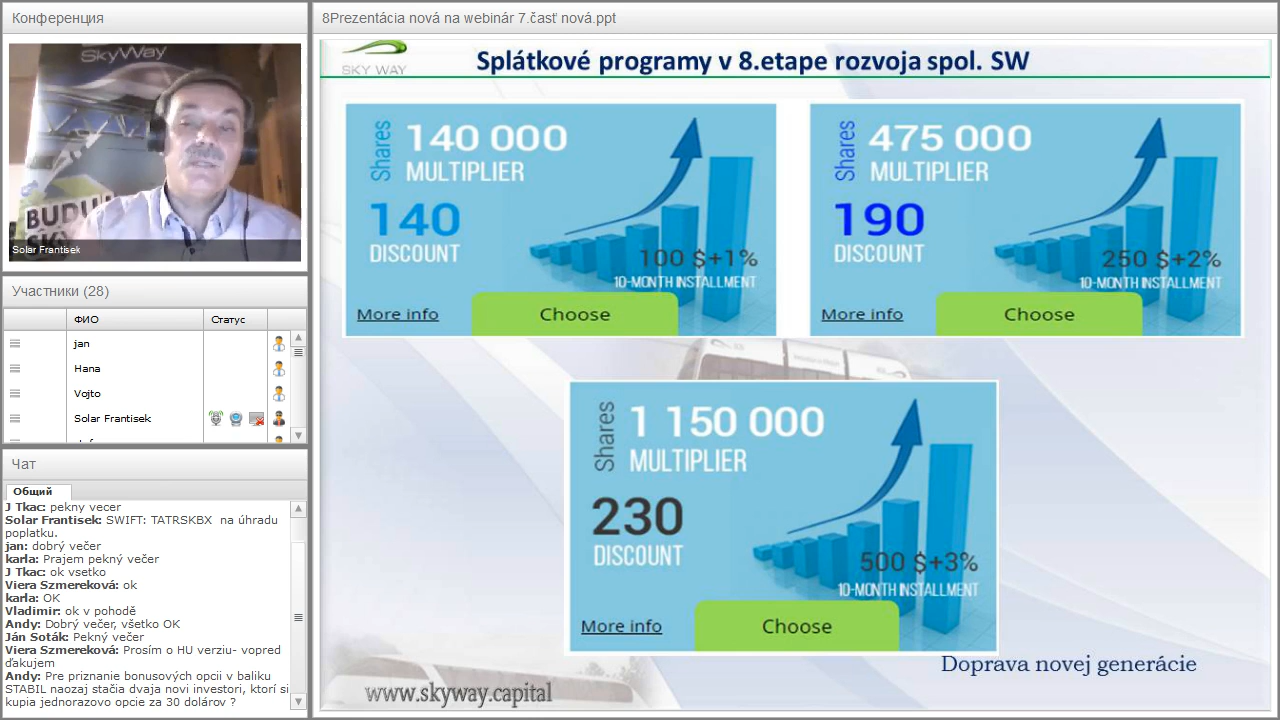 Конференция
SkyWay
BUDU
SKY
Solar Frantisek
Участники (28)
ФИО
Статус
jan
Hana
Vojto
Solar Frantisek
Чат
Общий
J Tkac: pekny vecer
Solar Frantisek: SWIFT: TATRSKBX na úhradu
poplatku.
jan: dobrý večer
karla: Prajem pekný večer
J Tkac: ok vsetko
Viera Szmereková: ok
karla: OK
Vladimir: ok v pohodě
Andy: Dobrý večer, všetko OK
Ján Soták: Pekný večer
Viera Szmereková: Prosím o HU verziu- vopred
ďakujem
Andy: Pre priznanie bonusových opcii v baliku
STABIL naozaj stačia dvaja novi investori, ktorí si
kupia jednorazovo opcie za 30 dolárov ?
8Prezentácia nová na webinár 7.časť nová.ppt
SKY WAY
Splátkové programy v 8.etape rozvoja spol. SW
Shares
140 000
MULTIPLIER
140
DISCOUNT
100 $+1%
10-MONTH INSTALLMENT
More info
Choose
Shares
475 000
MULTIPLIER
190
DISCOUNT
250 $+2%
10-MONTH INSTALLMENT
More info
Choose
Shares
1 150 000
MULTIPLIER
230
DISCOUNT
500 $+3%
10-MONTH INSTALLMENT
More info
Choose
Doprava novej generácie
www.skyway.capital